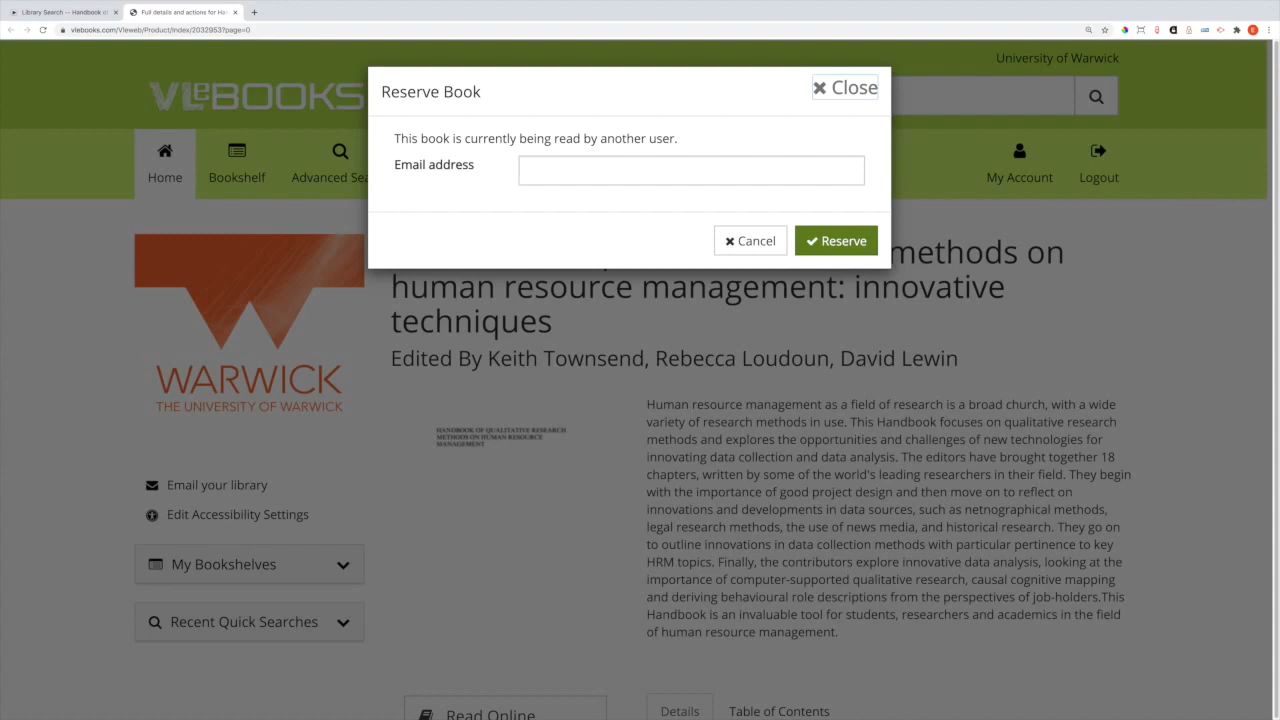 Library Search — Handbook of
Full details and actions for Ha
vlebooks.com/Vleweb/Product/Index/2032953?page=0
University of Warwick
VLeBOOKS
Home
Bookshelf
Advanced Sea
My Account
Logout
Reserve Book
Close
This book is currently being read by another user.
Email address
Cancel
Reserve
methods on
human resource management: innovative
techniques
Edited By Keith Townsend, Rebecca Loudoun, David Lewin
WARWICK
THE UNIVERSITY OF WARWICK
HANDBOOK OF QUALITATIVE RESEARCH
METHODS ON HUMAN RESOURCE
MANAGEMENT
Human resource management as a field of research is a broad church, with a wide
variety of research methods in use. This Handbook focuses on qualitative research
methods and explores the opportunities and challenges of new technologies for
innovating data collection and data analysis. The editors have brought together 18
chapters, written by some of the world's leading researchers in their field. They begin
with the importance of good project design and then move on to reflect on
innovations and developments in data sources, such as netnographical methods,
legal research methods, the use of news media, and historical research. They go on
to outline innovations in data collection methods with particular pertinence to key
HRM topics. Finally, the contributors explore innovative data analysis, looking at the
importance of computer-supported qualitative research, causal cognitive mapping
and deriving behavioural role descriptions from the perspectives of job-holders.This
Handbook is an invaluable tool for students, researchers and academics in the field
of human resource management.
Email your library
Edit Accessibility Settings
My Bookshelves
Recent Quick Searches
Read Online
Details
Table of Contents